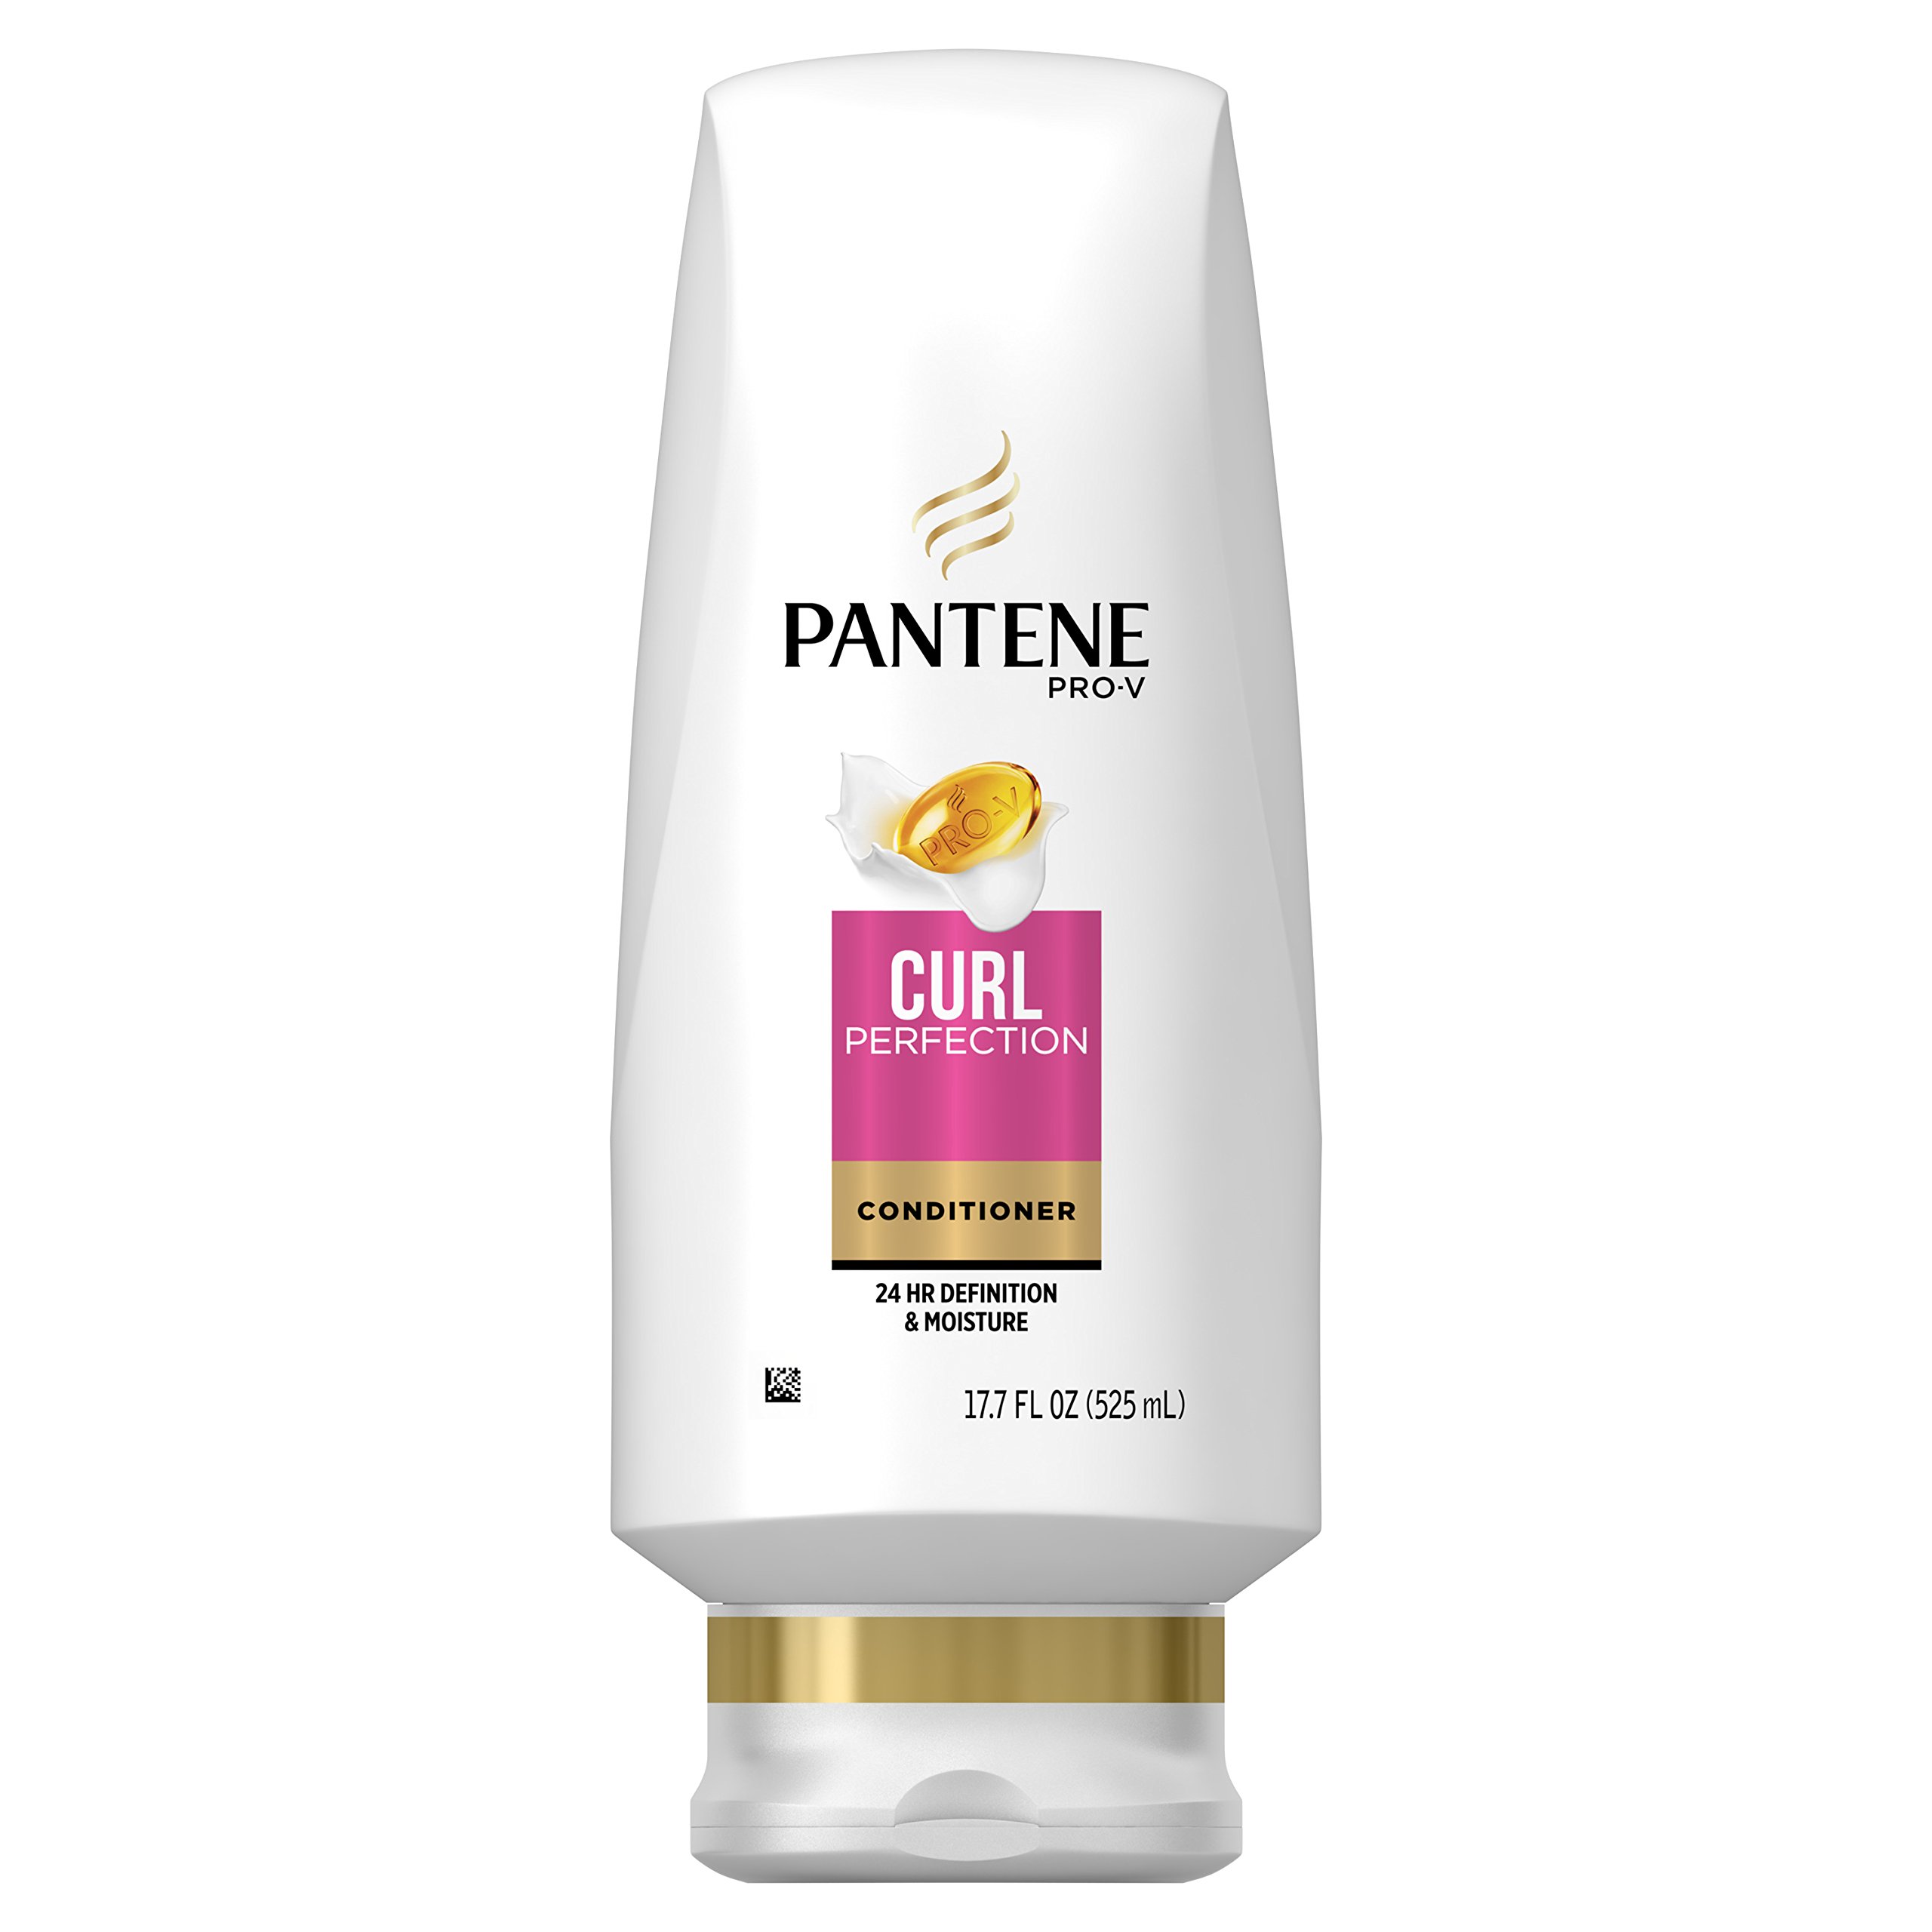 PANTENE
PRO-V
PRO-V
CURL
PERFECTION
CONDITIONER
24 HR DEFINITION
& MOISTURE
17.7 FL OZ (525 mL)